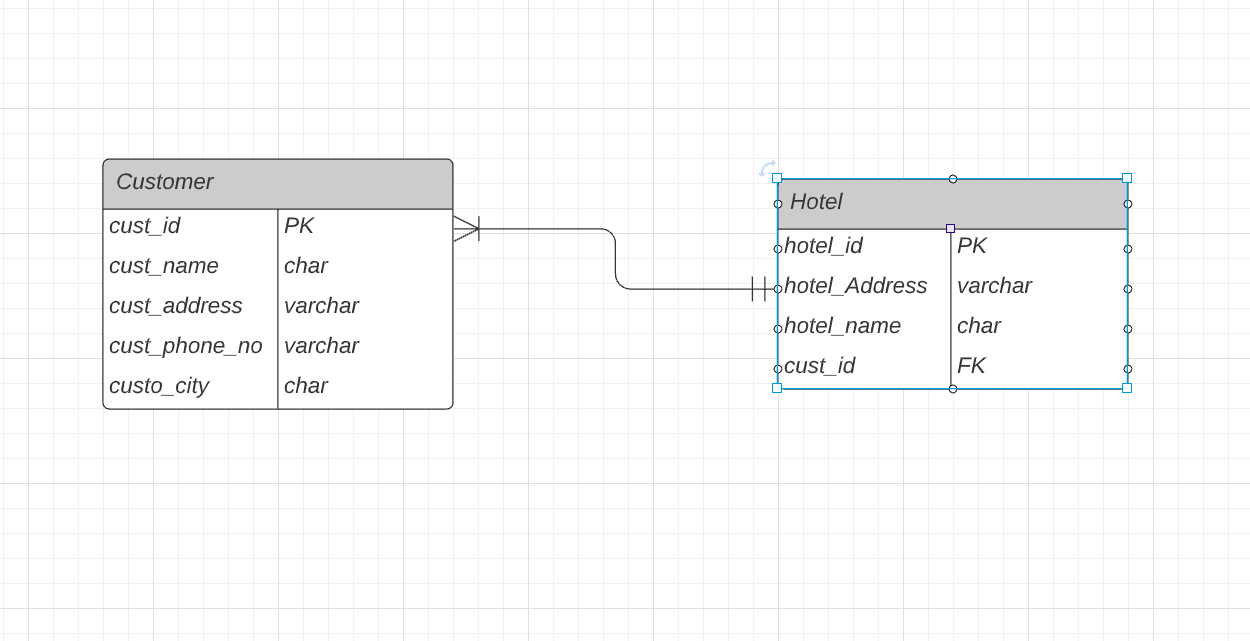 Customer
cust_id PK
cust_name char
cust_address varchar
cust_phone_no varchar
custo_city char
Hotel
hotel_id PK
hotel_Address varchar
hotel_name char
cust_id FK